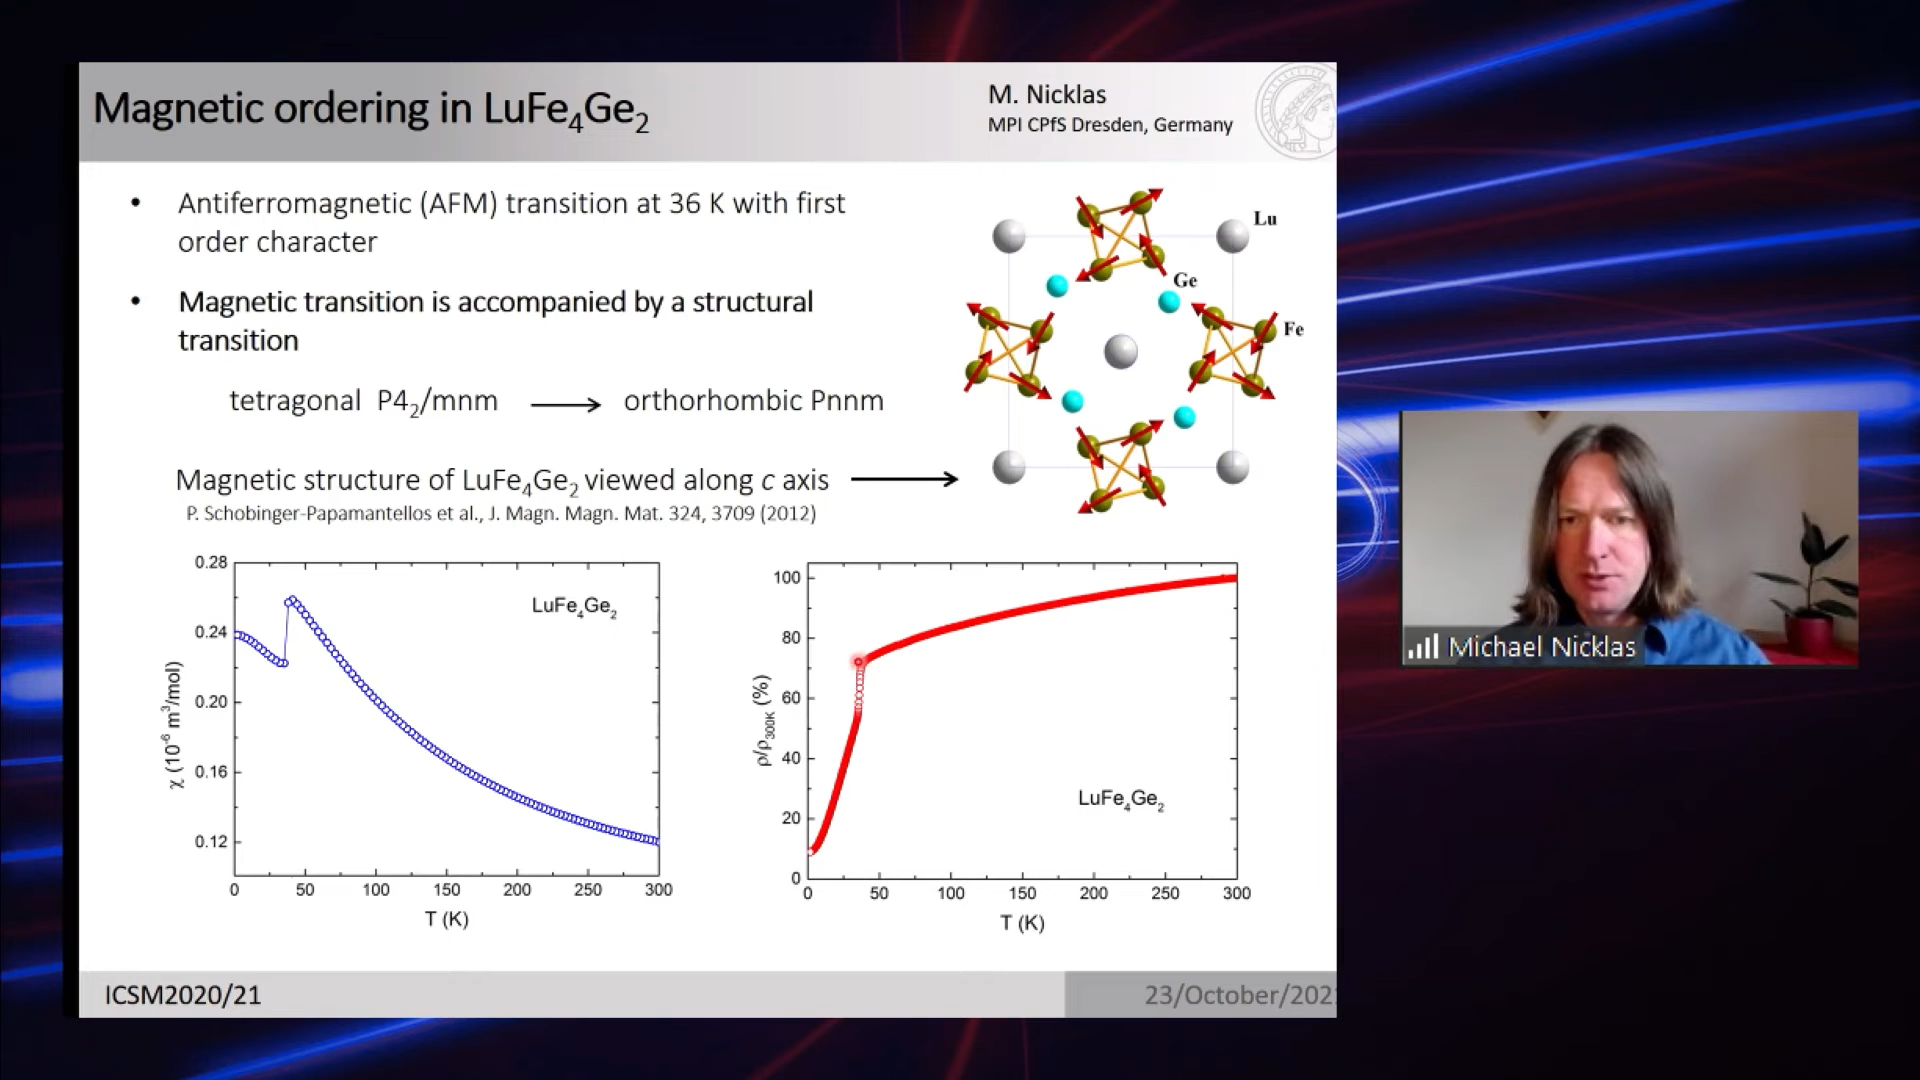 Magnetic ordering in LuFe4Ge2
M. Nicklas
MPI CPfS Dresden, Germany
• Antiferromagnetic (AFM) transition at 36 K with first
order character
• Magnetic transition is accompanied by a structural
transition
tetragonal P42/mnm → orthorhombic Pnnm
Magnetic structure of LuFe4Ge2 viewed along c axis
P. Schobinger-Papamantellos et al., J. Magn. Magn. Mat. 324, 3709 (2012)
Lu
Ge
Fe
0.28
0.24
0.20
0.16
0.12
χ (10-6 m3/mol)
LuFe4Ge2
0 50 100 150 200 250 300
T (K)
100
80
60
40
20
0
ρ/ρ300K (%)
LuFe4Ge2
0 50 100 150 200 250 300
T (K)
Michael Nicklas
ICSM2020/21
23/October/202